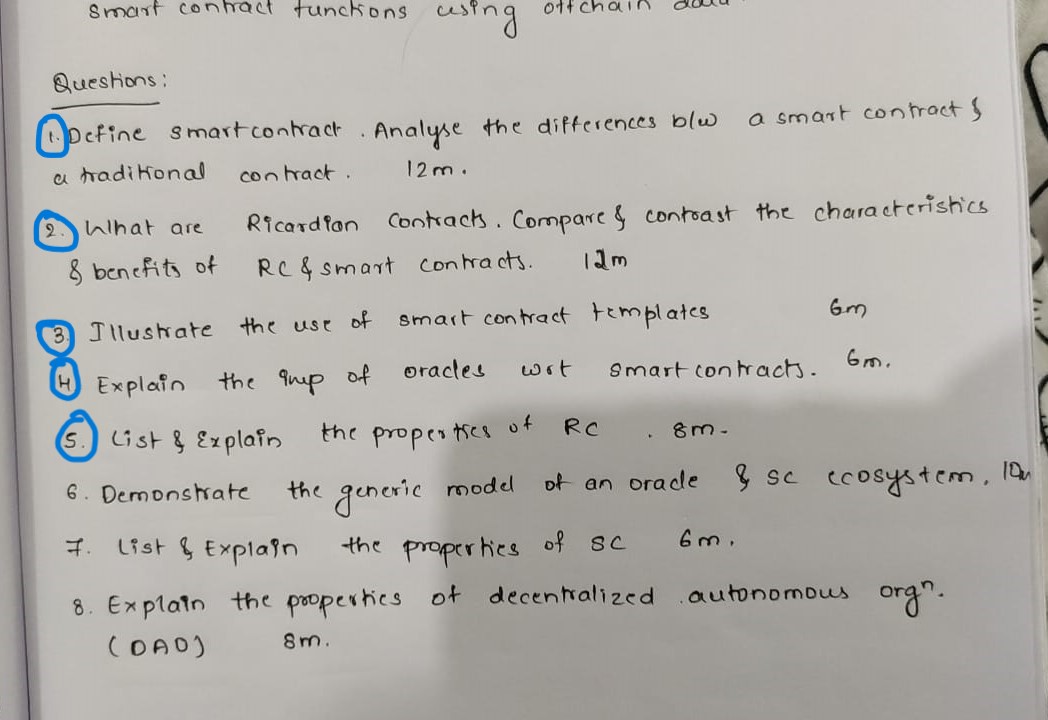 smart contract functions using offchain data
Questions:
1. Define smart contract. Analyse the differences b/w a smart contract &
a traditional contract. 12m.
2. What are Ricardian Contracts. Compare & contrast the characteristics
& benefits of RC & smart contracts. 12m
3. Illustrate the use of smart contract templates 6m
4 Explain the imp of oracles wrt smart contracts. 6m.
5. List & Explain the properties of RC. 8m.
6. Demonstrate the generic model of an oracle & SC ecosystem. 10m
7. List & Explain the properties of SC 6m.
8. Explain the properties of decentralized autonomous orgn.
(DAO) 8m.